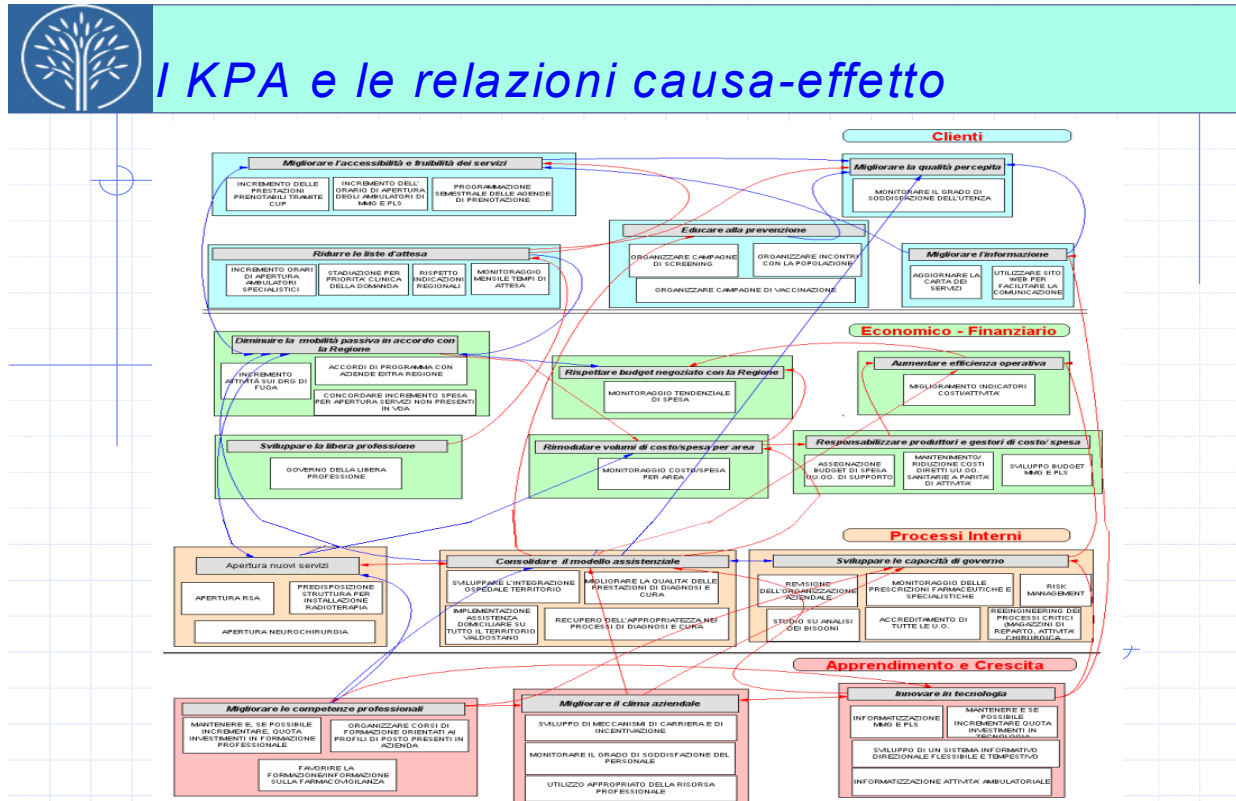 I KPA e le relazioni causa-effetto
Clienti
Migliorare l'accessibilità e fruibilità dei servizi
INCREMENTO DELLE
PRESTAZIONI
PRENOTABILI TRAMITE
CUP
INCREMENTO DELL'
ORARIO DI APERTURA
DEGLI AMBULATORI DI
MMG E PLS
PROGRAMMAZIONE
SEMESTRALE DELLE AGENDE
DI PRENOTAZIONE
Migliorare la qualità percepita
MONITORARE IL GRADO DI
SODDISFAZIONE DELL'UTENZA
Ridurre le liste d'attesa
INCREMENTO ORARI
DI APERTURA
AMBULATORI
SPECIALISTICI
STADIAZIONE PER
PRIORITA' CLINICA
DELLA DOMANDA
RISPETTO
INDICAZIONI
REGIONALI
MONITORAGGIO
MENSILE TEMPI DI
ATTESA
Educare alla prevenzione
ORGANIZZARE CAMPAGNE
DI SCREENING
ORGANIZZARE INCONTRI
CON LA POPOLAZIONE
ORGANIZZARE CAMPAGNE DI VACCINAZIONE
Migliorare l'informazione
AGGIORNARE LA
CARTA DEI
SERVIZI
UTILIZZARE SITO
WEB PER
FACILITARE LA
COMUNICAZIONE
Economico - Finanziario
Diminuire la mobilità passiva in accordo con
la Regione
INCREMENTO
ATTIVITÀ SUI DRG DI
FUGA
ACCORDI DI PROGRAMMA CON
AZIENDE EXTRA REGIONE
CONCORDARE INCREMENTO SPESA
PER APERTURA SERVIZI NON PRESENTI
IN VDA
Rispettare budget negoziato con la Regione
MONITORAGGIO TENDENZIALE
DI SPESA
Aumentare efficienza operativa
MIGLIORAMENTO INDICATORI
COSTI/ATTIVITA'
Sviluppare la libera professione
GOVERNO DELLA LIBERA
PROFESSIONE
Rimodulare volumi di costo/spesa per area
MONITORAGGIO COSTO/SPESA
PER AREA
Responsabilizzare produttori e gestori di costo/ spesa
ASSEGNAZIONE
BUDGET DI SPESA
UU.OO. DI SUPPORTO
MANTENIMENTO/
RIDUZIONE COSTI
DIRETTI UU.OO.
SANITARIE A PARITA'
DI ATTIVITA'
SVILUPPO BUDGET
MMG E PLS
Processi Interni
Apertura nuovi servizi
APERTURA RSA
PREDISPOSIZIONE
STRUTTURA PER
INSTALLAZIONE
RADIOTERAPIA
APERTURA NEUROCHIRURGIA
Consolidare il modello assistenziale
SVILUPPARE L'INTEGRAZIONE
OSPEDALE TERRITORIO
MIGLIORARE LA QUALITA' DELLE
PRESTAZIONI DI DIAGNOSI E
CURA
IMPLEMENTAZIONE
ASSISTENZA
DOMICILIARE SU
TUTTO IL TERRITORIO
VALDOSTANO
RECUPERO DELL'APPROPRIATEZZA NEI
PROCESSI DI DIAGNOSI E CURA
Sviluppare le capacità di governo
REVISIONE
DELL'ORGANIZZAZIONE
AZIENDALE
MONITORAGGIO DELLE
PRESCRIZIONI FARMACEUTICHE E
SPECIALISTICHE
RISK
MANAGEMENT
STUDIO SU ANALISI
DEI BISOGNI
ACCREDITAMENTO DI
TUTTE LE U.O.
REEINGINEERING DEI
PROCESSI CRITICI
(MAGAZZINI DI
REPARTO, ATTIVITA'
CHIRURGICA
Apprendimento e Crescita
Migliorare le competenze professionali
MANTENERE E, SE POSSIBILE
INCREMENTARE, QUOTA
INVESTIMENTI IN FORMAZIONE
PROFESSIONALE
ORGANIZZARE CORSI DI
FORMAZIONE ORIENTATI AI
PROFILI DI POSTO PRESENTI IN
AZIENDA
FAVORIRE LA
FORMAZIONE/INFORMAZIONE
SULLA FARMACOVIGILANZA
Migliorare il clima aziendale
SVILUPPO DI MECCANISMI DI CARRIERA E DI
INCENTIVAZIONE
MONITORARE IL GRADO DI SODDISFAZIONE DEL
PERSONALE
UTILIZZO APPROPRIATO DELLA RISORSA
PROFESSIONALE
Innovare in tecnologia
INFORMATIZZAZIONE
MMG E PLS
MANTENERE E SE
POSSIBILE
INCREMENTARE QUOTA
INVESTIMENTI IN
TECNOLOGIA
SVILUPPO DI UN SISTEMA INFORMATIVO
DIREZIONALE FLESSIBILE E TEMPESTIVO
INFORMATIZZAZIONE ATTIVITA' AMBULATORIALE